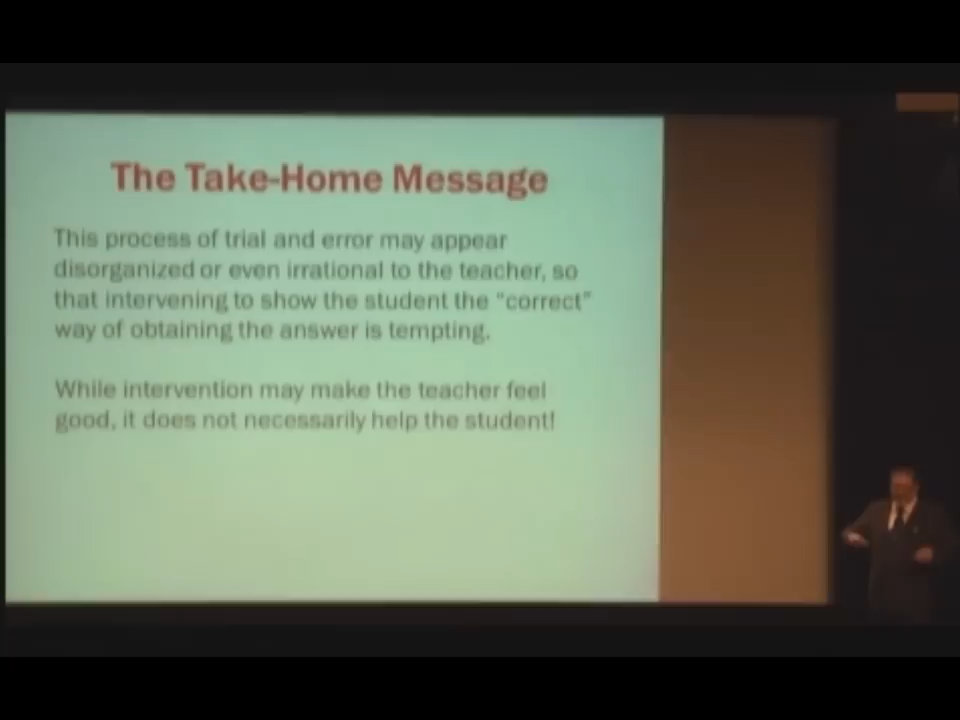 The Take-Home Message
This process of trial and error may appear
disorganized or even irrational to the teacher, so
that intervening to show the student the “correct”
way of obtaining the answer is tempting.
While intervention may make the teacher feel
good, it does not necessarily help the student!